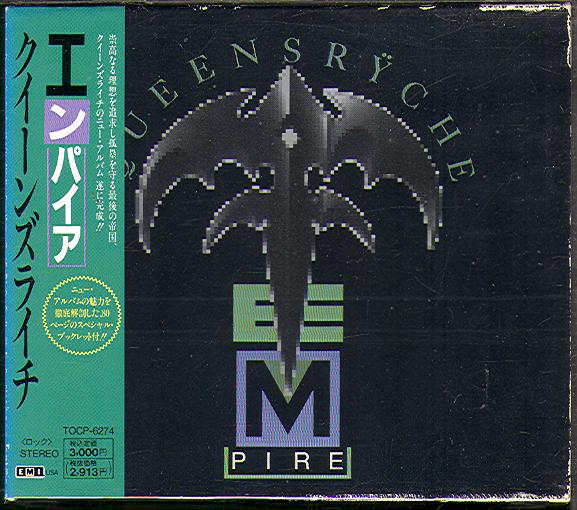 エンパイア
クイーンズライチ
崇高なる理想を追求し孤塁を守る最後の帝国、
クイーンズライチのニュー・アルバム、遂に完成!!
ニュー・
アルバムの魅力を
徹底解剖した、80
ページのスペシャル・
ブックレット付!!
TOCP-6274
〈ロック〉
STEREO
税込定価
3,000円
(税抜価格
2,913円)
EMI USA
QUEENSRŸCHE
E
M
PIRE